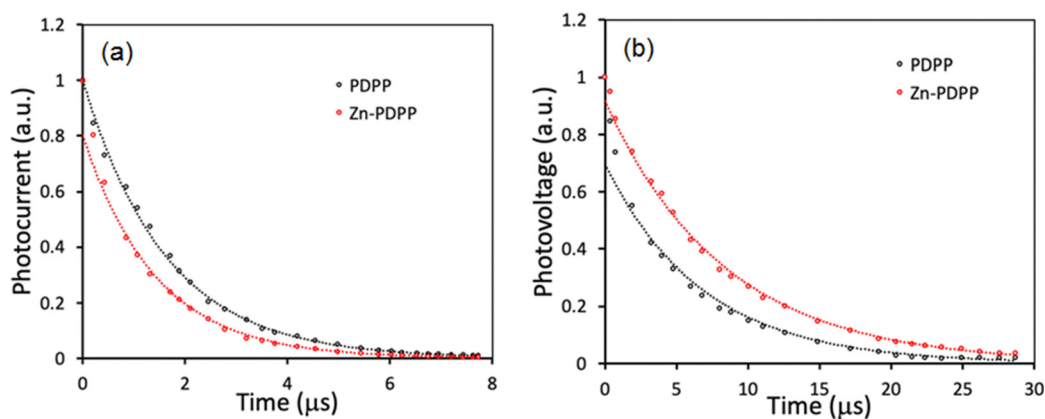 (a)
Photocurrent (a.u.)
1.2
1
0.8
0.6
0.4
0.2
0
0 2 4 6 8
Time (μs)
PDPP
Zn-PDPP
(b)
Photovoltage (a.u.)
1.2
1
0.8
0.6
0.4
0.2
0
0 5 10 15 20 25 30
Time (μs)
PDPP
Zn-PDPP